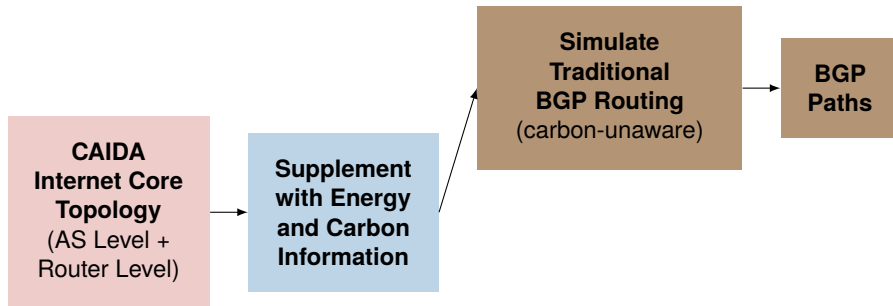 CAIDA
Internet Core
Topology
(AS Level +
Router Level)
Supplement
with Energy
and Carbon
Information
Simulate
Traditional
BGP Routing
(carbon-unaware)
BGP
Paths